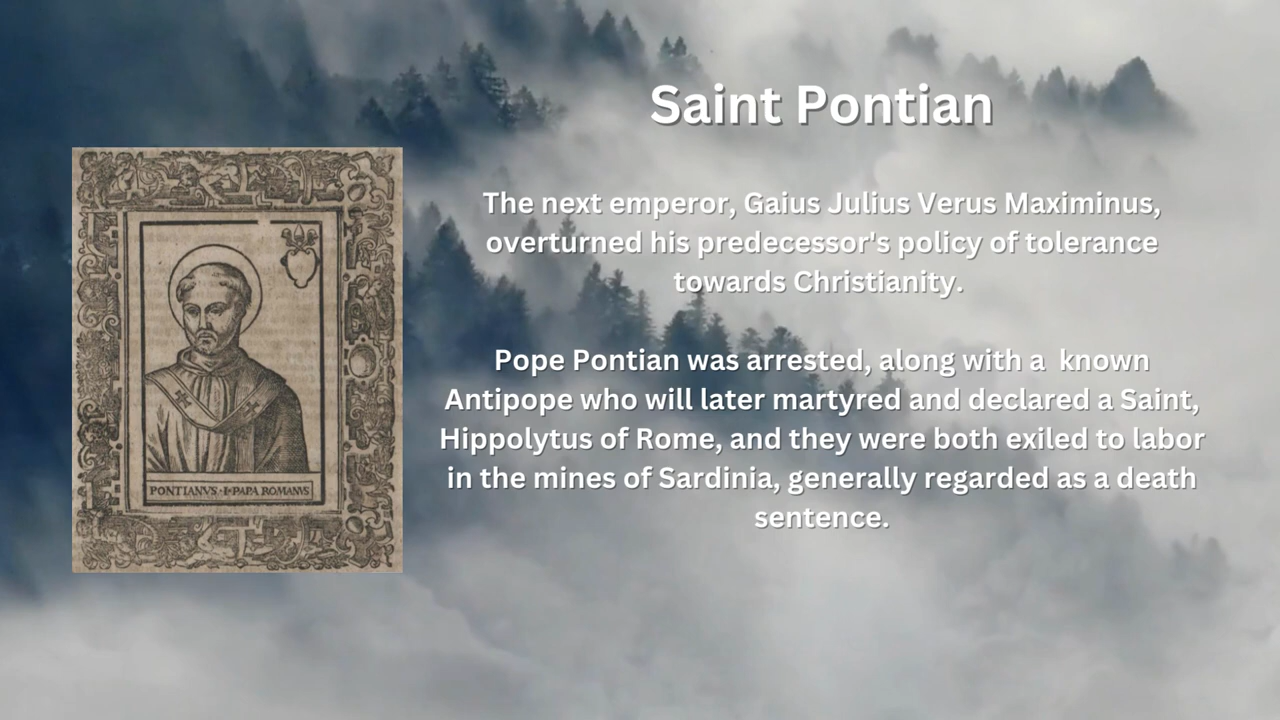 Saint Pontian
The next emperor, Gaius Julius Verus Maximinus,
overturned his predecessor's policy of tolerance
towards Christianity.
Pope Pontian was arrested, along with a  known
Antipope who will later martyred and declared a Saint,
Hippolytus of Rome, and they were both exiled to labor
in the mines of Sardinia, generally regarded as a death
sentence.
PONTIANVS·I·PAPA ROMANVS